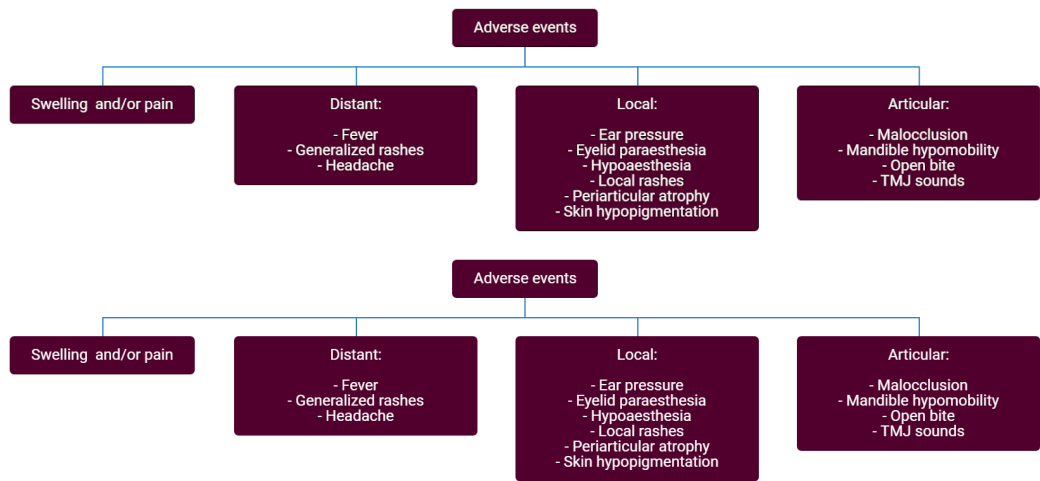 Adverse events
Swelling and/or pain
Distant:
- Fever
- Generalized rashes
- Headache
Local:
- Ear pressure
- Eyelid paraesthesia
- Hypoaesthesia
- Local rashes
- Periarticular atrophy
- Skin hypopigmentation
Articular:
- Malocclusion
- Mandible hypomobility
- Open bite
- TMJ sounds
Adverse events
Swelling and/or pain
Distant:
- Fever
- Generalized rashes
- Headache
Local:
- Ear pressure
- Eyelid paraesthesia
- Hypoaesthesia
- Local rashes
- Periarticular atrophy
- Skin hypopigmentation
Articular:
- Malocclusion
- Mandible hypomobility
- Open bite
- TMJ sounds